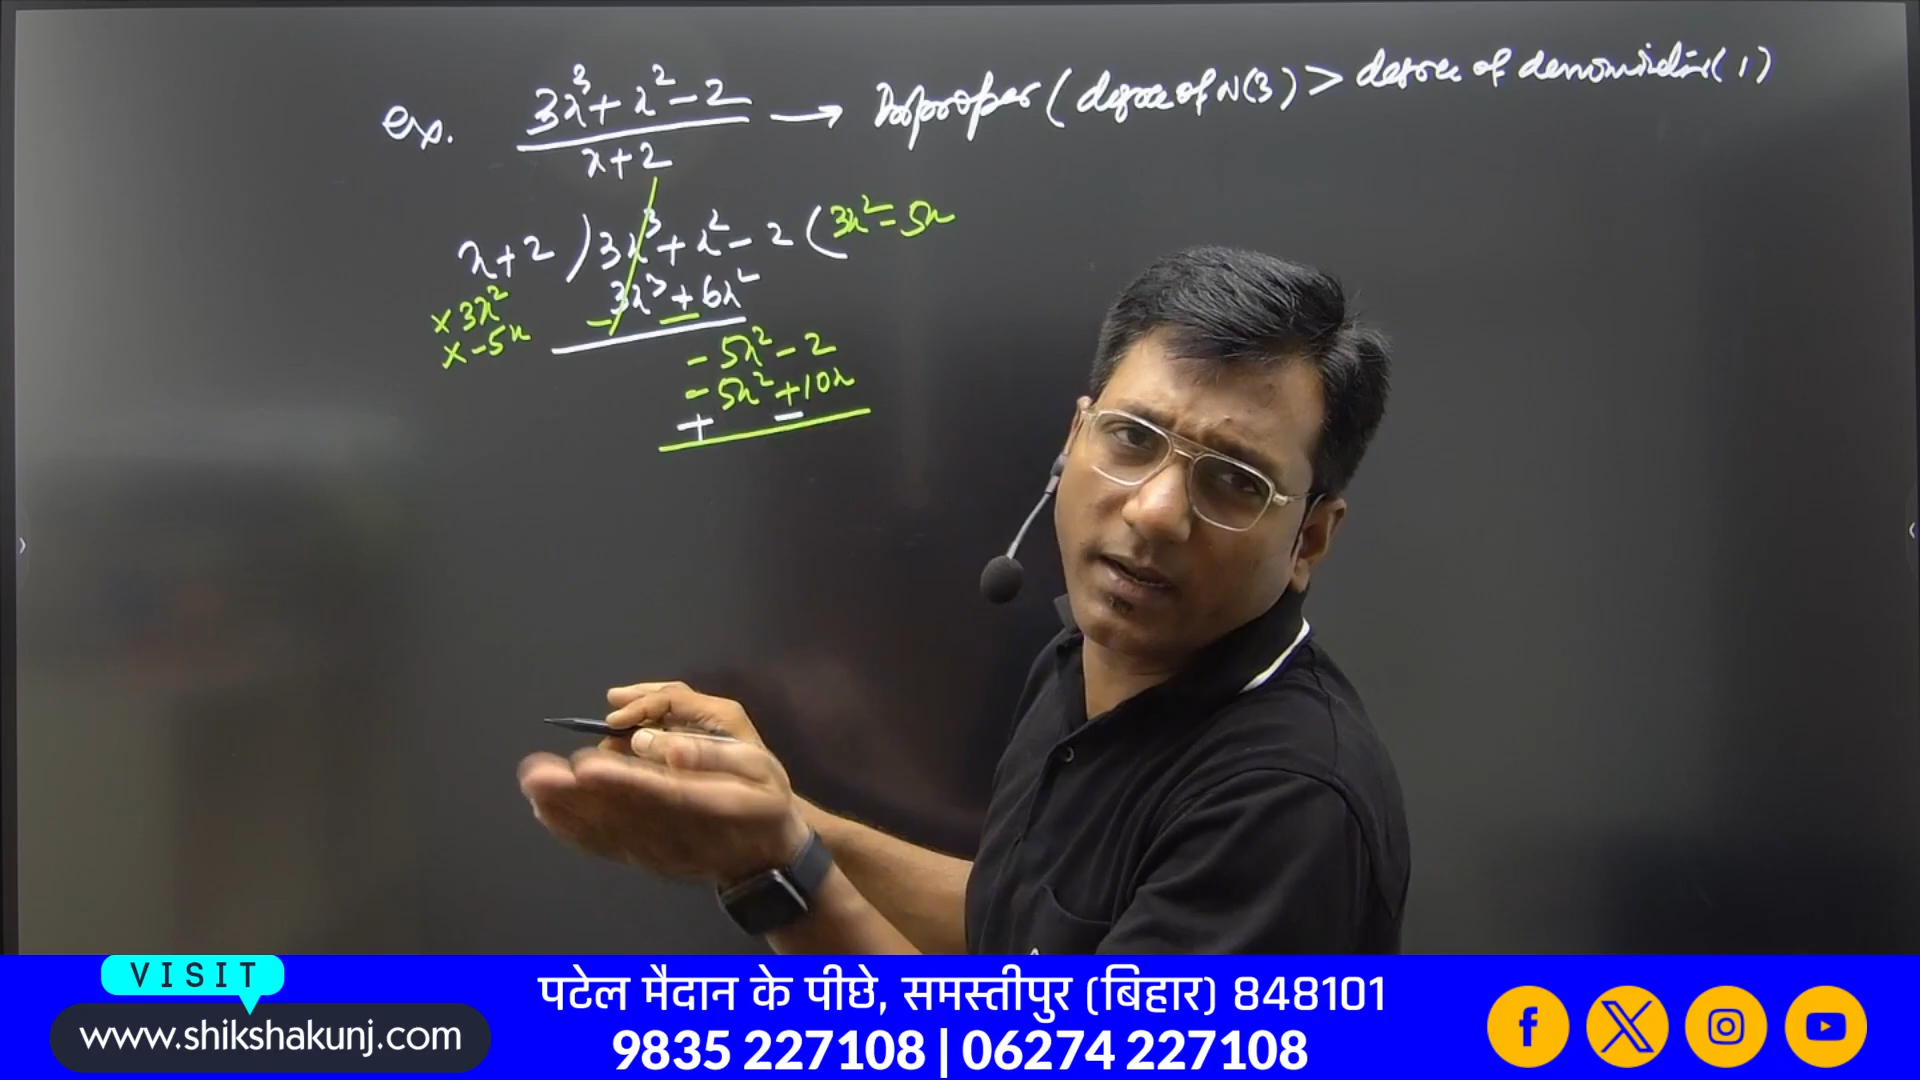 ex. 3x³ + x² - 2 → Improper (degree of N(3) > degree of denominator(1)
x + 2
x + 2 ) 3x³ + x² - 2 ( 3x² - 5x
× 3x² 3x³ + 6x²
- -
× -5x
- 5x² - 2
- 5x² + 10x
+ -
VISIT
www.shikshakunj.com
पटेल मैदान के पीछे, समस्तीपुर (बिहार) 848101
9835 227108 | 06274 227108